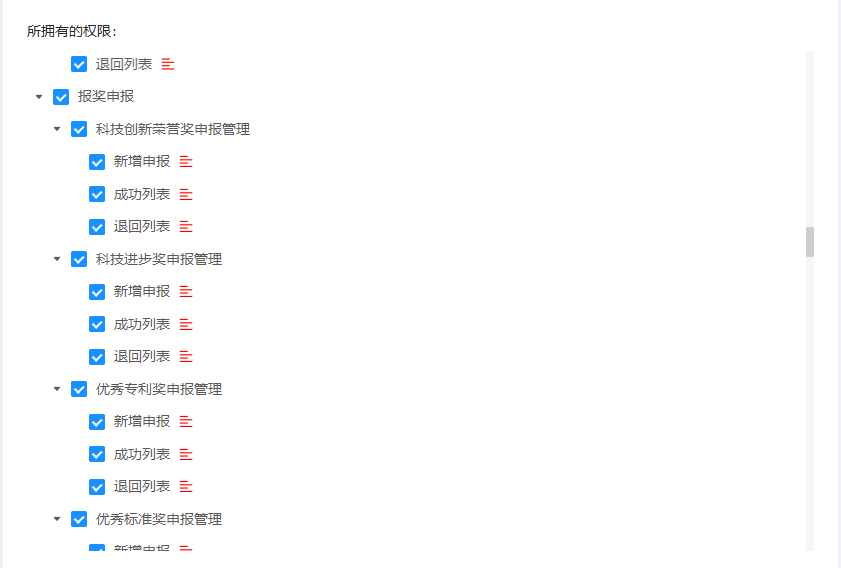 所拥有的权限：
退回列表
报奖申报
科技创新荣誉奖申报管理
新增申报
成功列表
退回列表
科技进步奖申报管理
新增申报
成功列表
退回列表
优秀专利奖申报管理
新增申报
成功列表
退回列表
优秀标准奖申报管理
新增申报